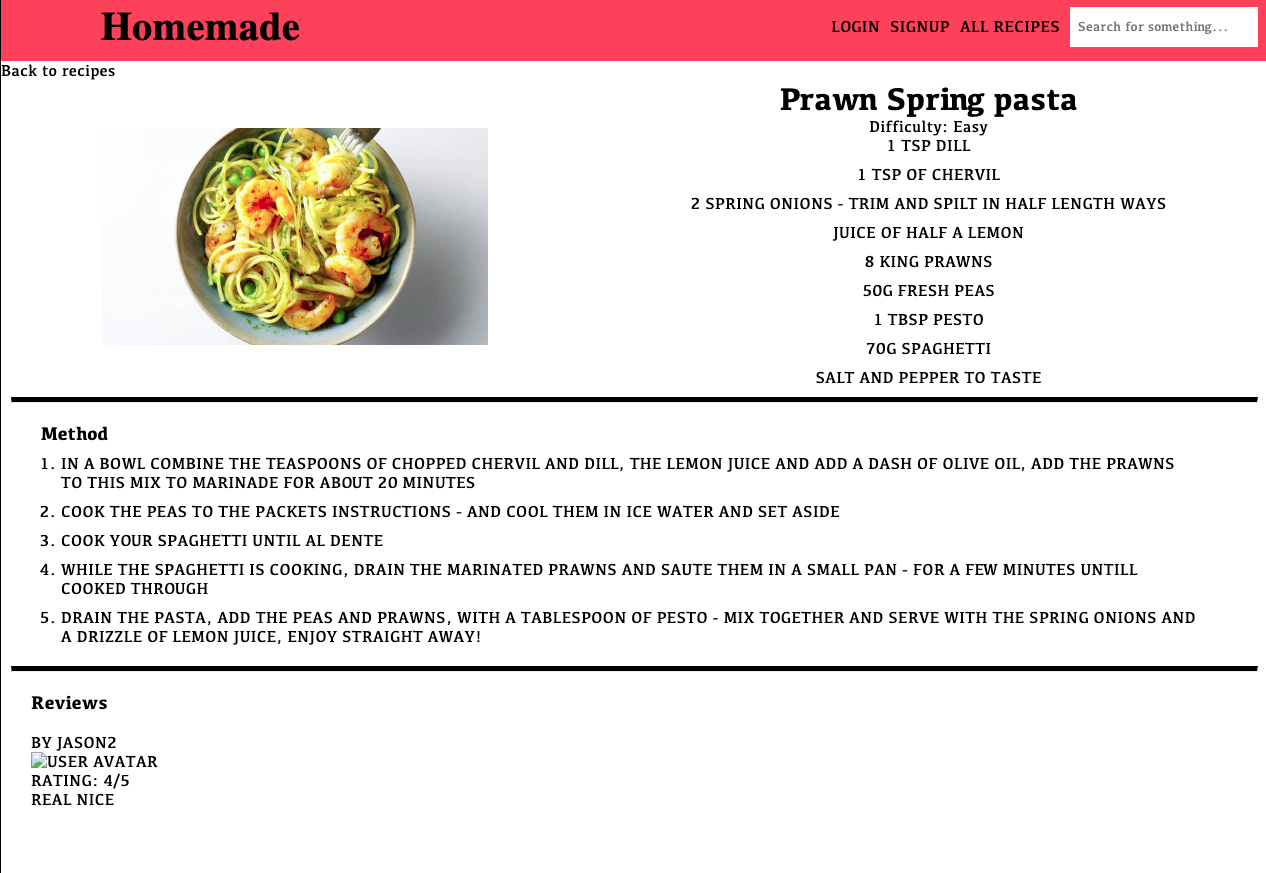 Homemade
LOGIN SIGNUP ALL RECIPES Search for something...
Back to recipes
Prawn Spring pasta
Difficulty: Easy
1 TSP DILL
1 TSP OF CHERVIL
2 SPRING ONIONS - TRIM AND SPILT IN HALF LENGTH WAYS
JUICE OF HALF A LEMON
8 KING PRAWNS
50G FRESH PEAS
1 TBSP PESTO
70G SPAGHETTI
SALT AND PEPPER TO TASTE
Method
1. IN A BOWL COMBINE THE TEASPOONS OF CHOPPED CHERVIL AND DILL, THE LEMON JUICE AND ADD A DASH OF OLIVE OIL, ADD THE PRAWNS
TO THIS MIX TO MARINADE FOR ABOUT 20 MINUTES
2. COOK THE PEAS TO THE PACKETS INSTRUCTIONS - AND COOL THEM IN ICE WATER AND SET ASIDE
3. COOK YOUR SPAGHETTI UNTIL AL DENTE
4. WHILE THE SPAGHETTI IS COOKING, DRAIN THE MARINATED PRAWNS AND SAUTE THEM IN A SMALL PAN - FOR A FEW MINUTES UNTILL
COOKED THROUGH
5. DRAIN THE PASTA, ADD THE PEAS AND PRAWNS, WITH A TABLESPOON OF PESTO - MIX TOGETHER AND SERVE WITH THE SPRING ONIONS AND
A DRIZZLE OF LEMON JUICE, ENJOY STRAIGHT AWAY!
Reviews
BY JASON2
USER AVATAR
RATING: 4/5
REAL NICE